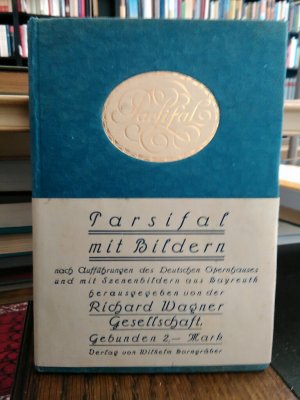 Parsifal
Parsifal
mit Bildern
nach Aufführungen des Deutschen Opernhauses
und mit Szenenbildern aus Bayreuth
herausgegeben von der
Richard Wagner
Gesellschaft.
Gebunden 2,— Mark
Verlag von Wilhelm Borngräber